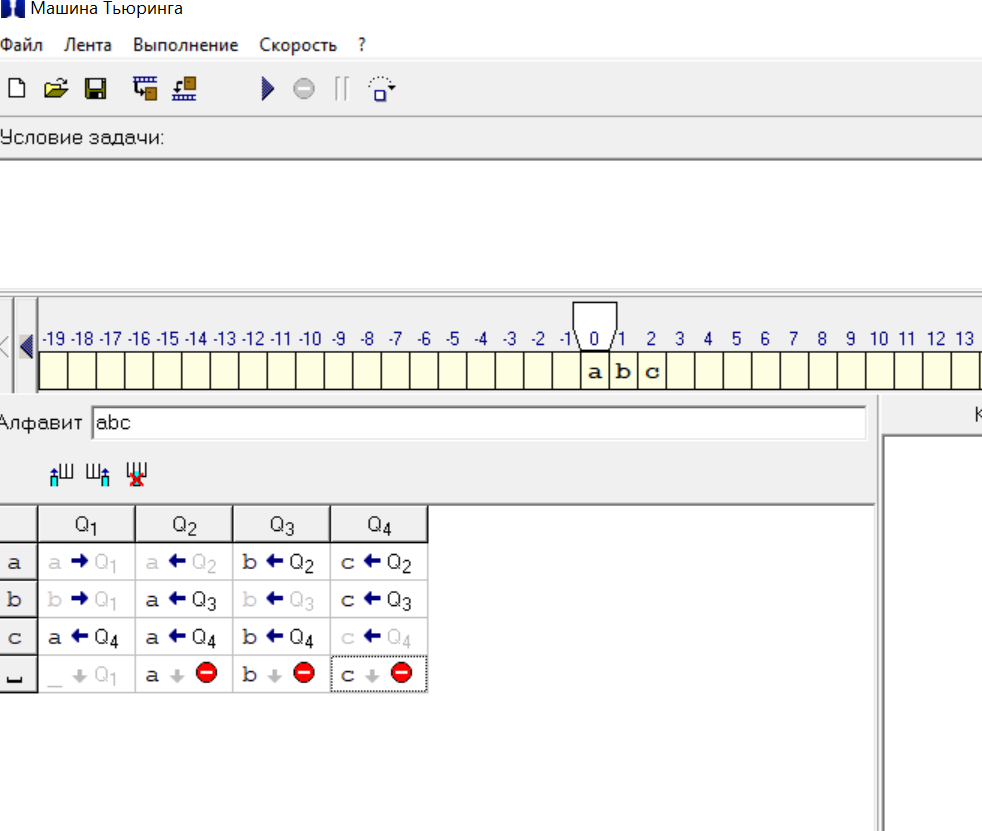 Машина Тьюринга
Файл Лента Выполнение Скорость ?
Условие задачи:
-19 -18 -17 -16 -15 -14 -13 -12 -11 -10 -9 -8 -7 -6 -5 -4 -3 -2 -1 0 1 2 3 4 5 6 7 8 9 10 11 12 13
a b c
Алфавит abc
К
Q1 Q2 Q3 Q4
a a → Q1 a ← Q2 b ← Q2 c ← Q2
b b → Q1 a ← Q3 b ← Q3 c ← Q3
c a ← Q4 a ← Q4 b ← Q4 c ← Q4
_ _ ↓ Q1 a ↓ b ↓ c ↓